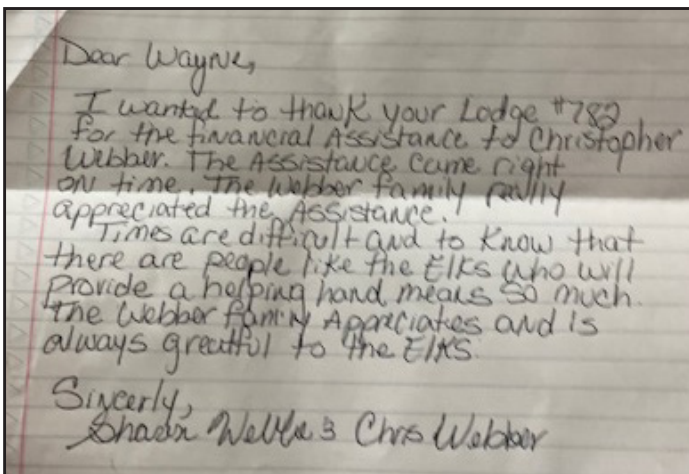 Dear Wayne,
I wanted to thank your Lodge #782
for the financial Assistance to Christopher
Webber. The Assistance came right
on time. The Webber family really
appreciated the Assistance.
Times are difficult and to know that
there are people like the Elks who will
provide a helping hand means so much.
The Webber family Appreciates and is
always greatful to the Elks.
Sincerly,
& Chris Webber